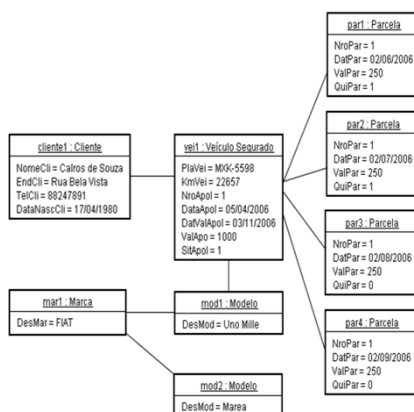 cliente1 : Cliente
NomeCli = Calros de Souza
EndCli = Rua Bela Vista
TelCli = 88247891
DataNascCli = 17/04/1980
vei1 : Veículo Segurado
PlaVei = MXK-5598
KmVei = 22657
NroApol = 1
DataApol = 05/04/2006
DatValApol = 03/11/2006
ValApo = 1000
SitApol = 1
mar1 : Marca
DesMar = FIAT
mod1 : Modelo
DesMod = Uno Mille
mod2 : Modelo
DesMod = Marea
par1 : Parcela
NroPar = 1
DatPar = 02/06/2006
ValPar = 250
QuiPar = 1
par2 : Parcela
NroPar = 1
DatPar = 02/07/2006
ValPar = 250
QuiPar = 1
par3 : Parcela
NroPar = 1
DatPar = 02/08/2006
ValPar = 250
QuiPar = 0
par4 : Parcela
NroPar = 1
DatPar = 02/09/2006
ValPar = 250
QuiPar = 0